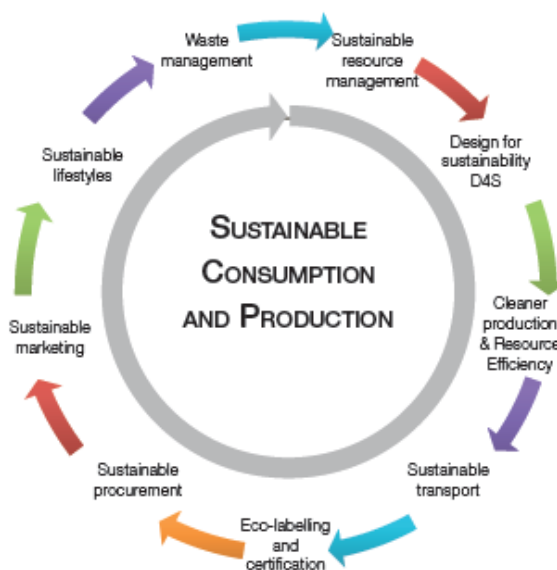 SUSTAINABLE
CONSUMPTION
AND PRODUCTION
Sustainable
resource
management
Design for
sustainability
D4S
Cleaner
production
& Resource
Efficiency
Sustainable
transport
Eco-labelling
and
certification
Sustainable
procurement
Sustainable
marketing
Sustainable
lifestyles
Waste
management